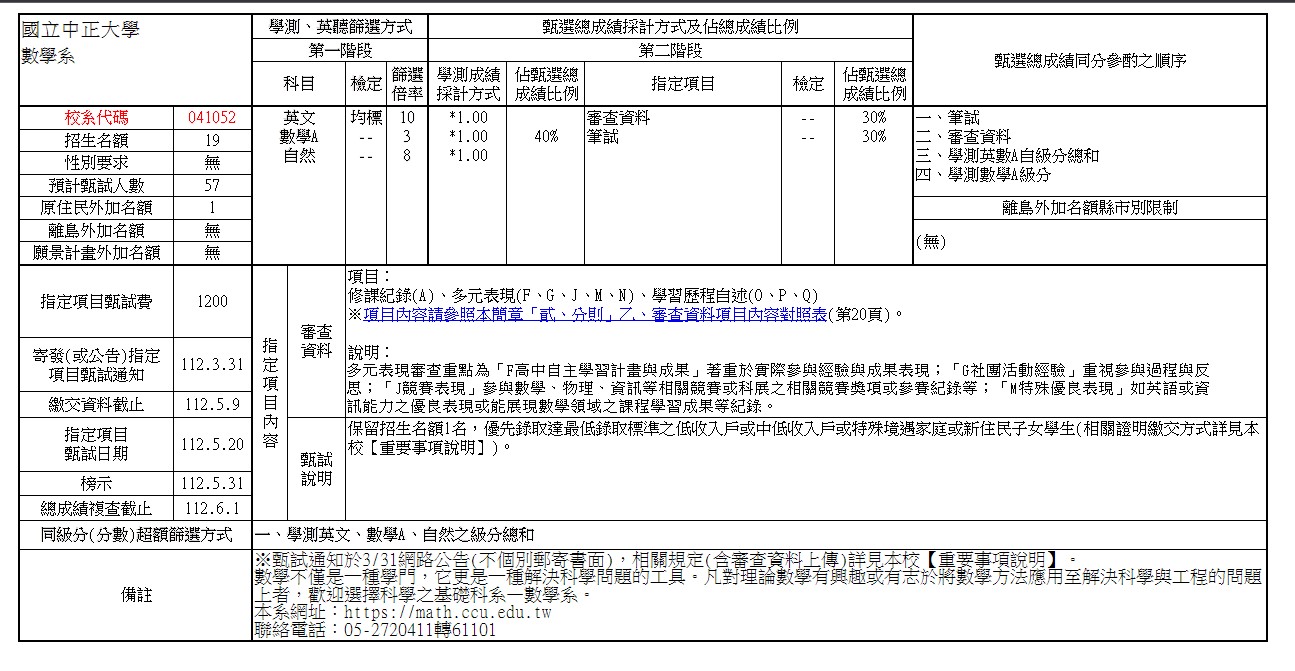 國立中正大學
數學系
學測、英聽篩選方式
甄選總成績採計方式及佔總成績比例
甄選總成績同分參酌之順序
第一階段
第二階段
科目
檢定
篩選
倍率
學測成績
採計方式
佔甄選總
成績比例
指定項目
檢定
佔甄選總
成績比例
校系代碼 041052
招生名額 19
性別要求 無
預計甄試人數 57
原住民外加名額 1
離島外加名額 無
願景計畫外加名額 無
英文 均標 10 *1.00
數學A -- 3 *1.00
自然 -- 8 *1.00
40%
審查資料 -- 30%
筆試 -- 30%
一、筆試
二、審查資料
三、學測英數A自級分總和
四、學測數學A級分
離島外加名額縣市別限制
(無)
指定項目甄試費 1200
寄發(或公告)指定
項目甄試通知 112.3.31
繳交資料截止 112.5.9
指定項目
甄試日期 112.5.20
榜示 112.5.31
總成績複查截止 112.6.1
指定項目內容
審查
資料
項目：
修課紀錄(A)、多元表現(F、G、J、M、N)、學習歷程自述(O、P、Q)
※項目內容請參照本簡章「貳、分則」乙、審查資料項目內容對照表(第20頁)。
說明：
多元表現審查重點為「F高中自主學習計畫與成果」著重於實際參與經驗與成果表現；「G社團活動經驗」重視參與過程與反
思；「J競賽表現」參與數學、物理、資訊等相關競賽或科展之相關競賽獎項或參賽紀錄等；「M特殊優良表現」如英語或資
訊能力之優良表現或能展現數學領域之課程學習成果等紀錄。
甄試
說明
保留招生名額1名，優先錄取達最低錄取標準之低收入戶或中低收入戶或特殊境遇家庭或新住民子女學生(相關證明繳交方式詳見本
校【重要事項說明】)。
同級分(分數)超額篩選方式 一、學測英文、數學A、自然之級分總和
備註
※甄試通知於3/31網路公告(不個別郵寄書面)，相關規定(含審查資料上傳)詳見本校【重要事項說明】。
數學不僅是一種學門，它更是一種解決科學問題的工具。凡對理論數學有興趣或有志於將數學方法應用至解決科學與工程的問題
上者，歡迎選擇科學之基礎科系—數學系。
本系網址：https://math.ccu.edu.tw
聯絡電話：05-2720411轉61101